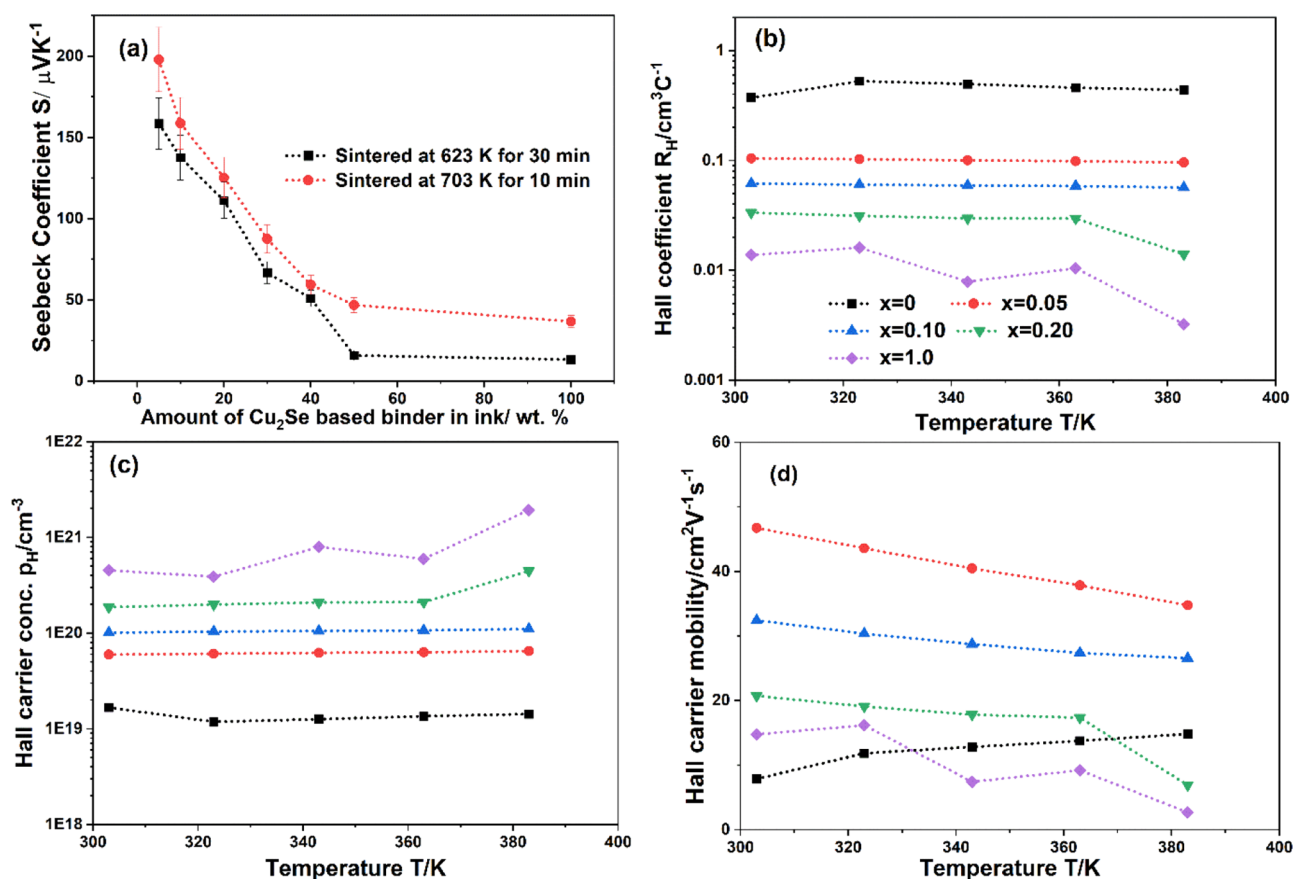 (a)
Seebeck Coefficient S/ μVK⁻¹
200
150
100
50
0
Sintered at 623 K for 30 min
Sintered at 703 K for 10 min
0 10 20 30 40 50 60 70 80 90 100
Amount of Cu₂Se based binder in ink/ wt. %
(b)
Hall coefficient R_H/cm³C⁻¹
1
0.1
0.01
0.001
x=0 x=0.05
x=0.10 x=0.20
x=1.0
300 320 340 360 380 400
Temperature T/K
(c)
Hall carrier conc. p_H/cm⁻³
1E22
1E21
1E20
1E19
1E18
300 320 340 360 380 400
Temperature T/K
(d)
Hall carrier mobility/cm²V⁻¹s⁻¹
60
40
20
0
300 320 340 360 380 400
Temperature T/K